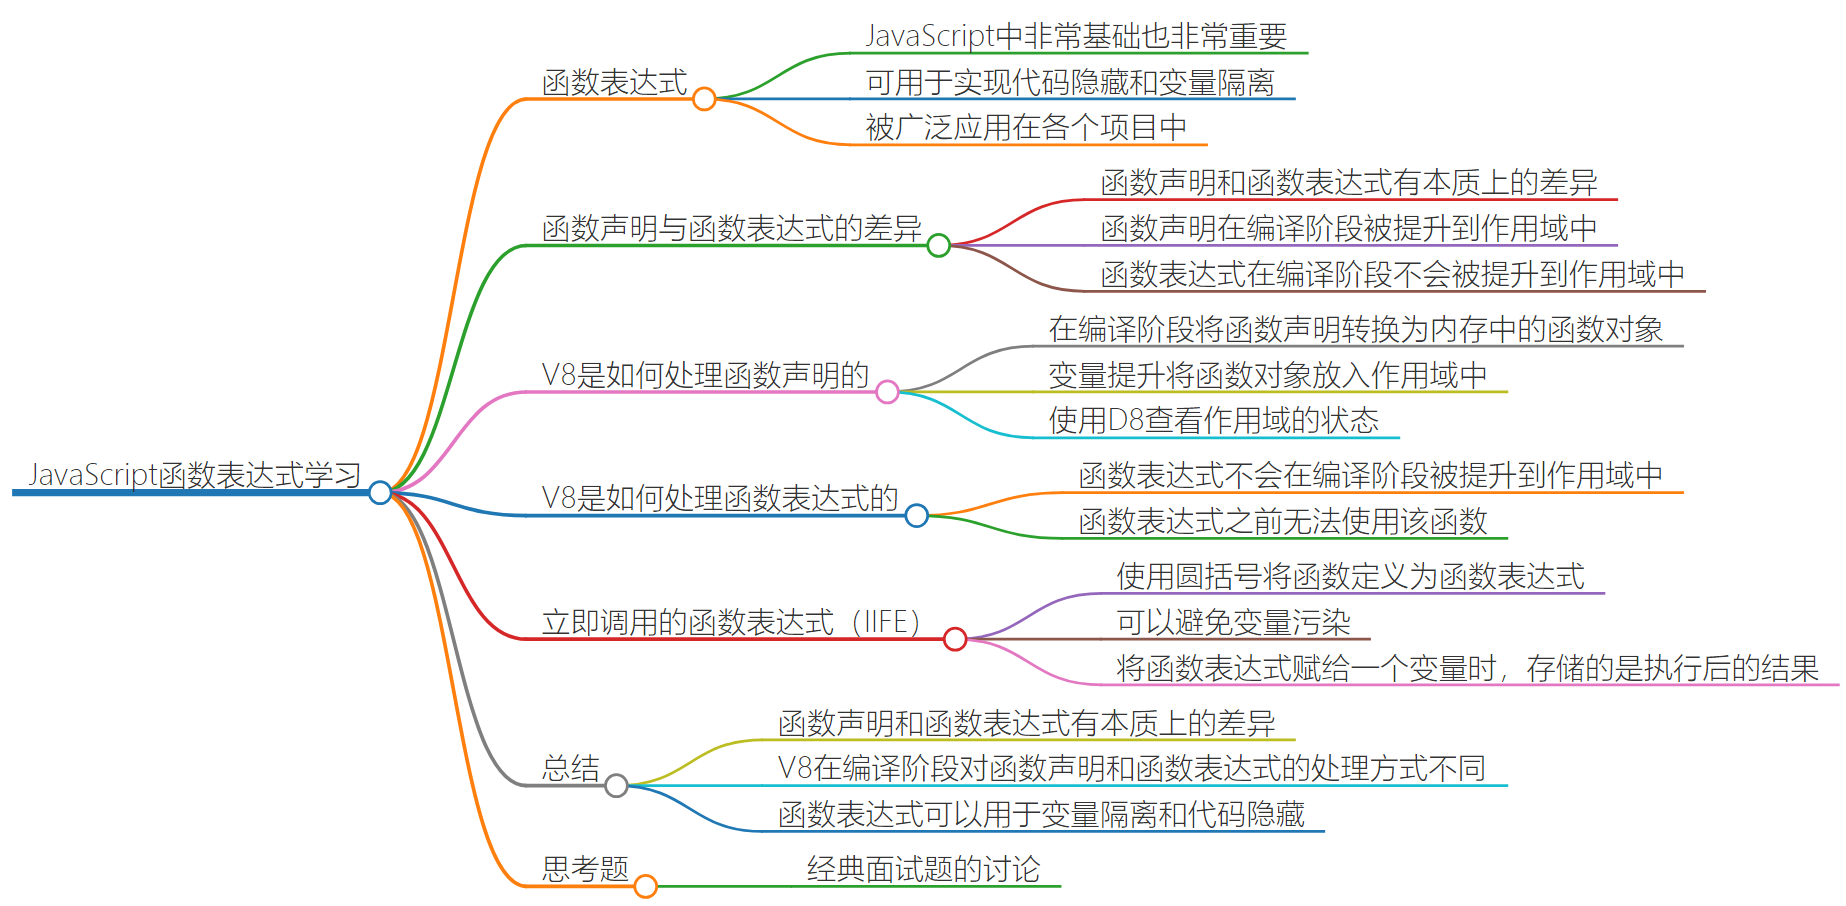 JavaScript函数表达式学习
函数表达式
JavaScript中非常基础也非常重要
可用于实现代码隐藏和变量隔离
被广泛应用在各个项目中
函数声明与函数表达式的差异
函数声明和函数表达式有本质上的差异
函数声明在编译阶段被提升到作用域中
函数表达式在编译阶段不会被提升到作用域中
V8是如何处理函数声明的
在编译阶段将函数声明转换为内存中的函数对象
变量提升将函数对象放入作用域中
使用D8查看作用域的状态
V8是如何处理函数表达式的
函数表达式不会在编译阶段被提升到作用域中
函数表达式之前无法使用该函数
立即调用的函数表达式（IIFE）
使用圆括号将函数定义为函数表达式
可以避免变量污染
将函数表达式赋给一个变量时，存储的是执行后的结果
总结
函数声明和函数表达式有本质上的差异
V8在编译阶段对函数声明和函数表达式的处理方式不同
函数表达式可以用于变量隔离和代码隐藏
思考题
经典面试题的讨论